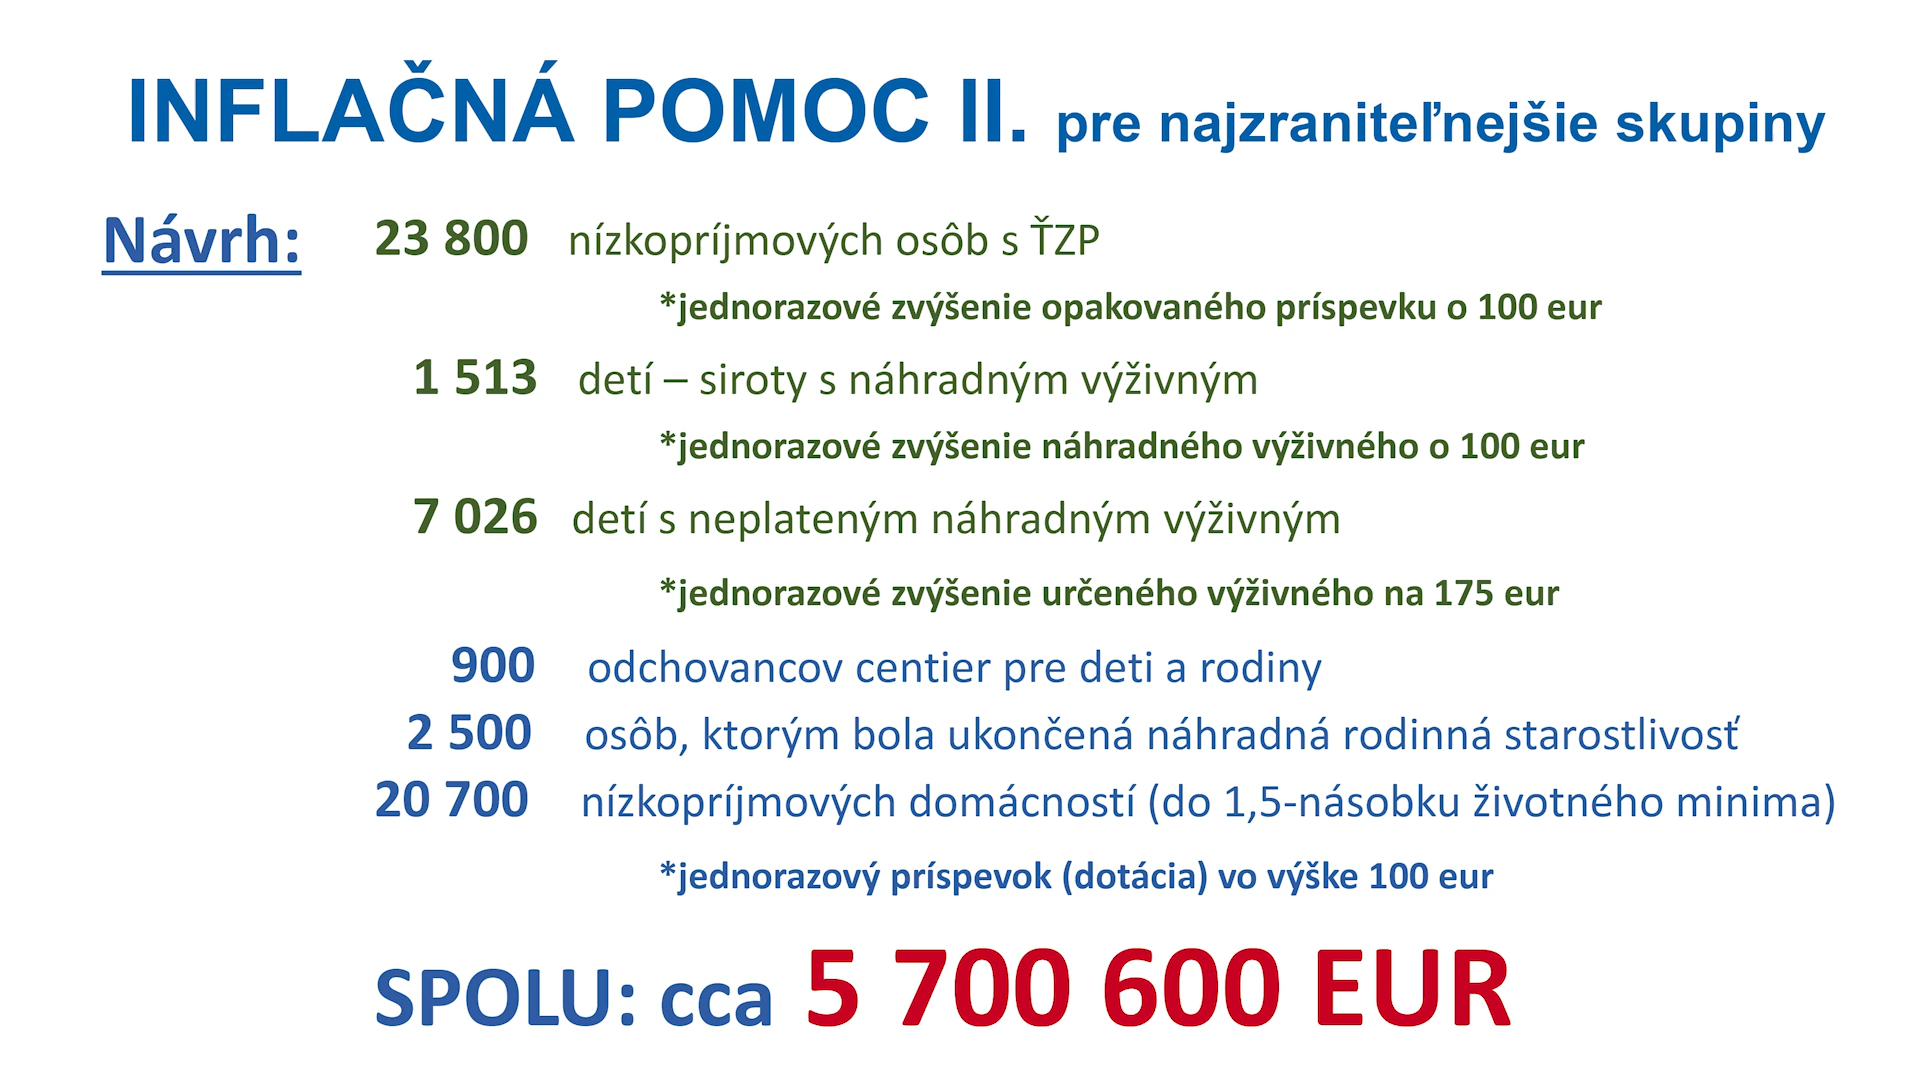 INFLAČNÁ POMOC II. pre najzraniteľnejšie skupiny
Návrh: 23 800 nízkopríjmových osôb s ŤZP
*jednorazové zvýšenie opakovaného príspevku o 100 eur
1 513 detí – siroty s náhradným výživným
*jednorazové zvýšenie náhradného výživného o 100 eur
7 026 detí s neplateným náhradným výživným
*jednorazové zvýšenie určeného výživného na 175 eur
900 odchovancov centier pre deti a rodiny
2 500 osôb, ktorým bola ukončená náhradná rodinná starostlivosť
20 700 nízkopríjmových domácností (do 1,5-násobku životného minima)
*jednorazový príspevok (dotácia) vo výške 100 eur
SPOLU: cca 5 700 600 EUR